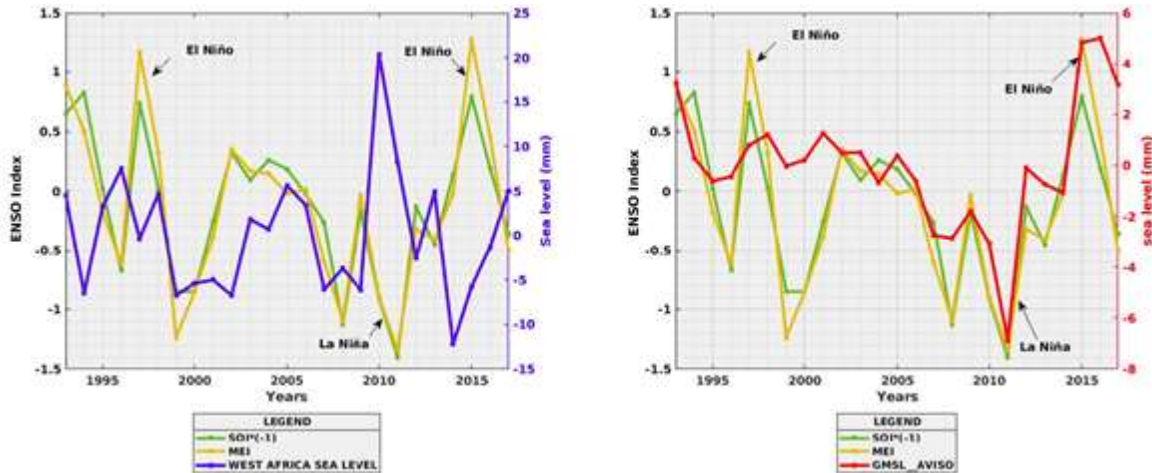 1.5
1
0.5
0
-0.5
-1
-1.5
ENSO Index
25
20
15
10
5
0
-5
-10
-15
Sea level (mm)
El Niño
El Niño
La Niña
1995 2000 2005 2010 2015
Years
LEGEND
SOI*(-1)
MEI
WEST AFRICA SEA LEVEL
1.5
1
0.5
0
-0.5
-1
-1.5
ENSO Index
6
4
2
0
-2
-4
-6
-8
sea level (mm)
El Niño
El Niño
La Niña
1995 2000 2005 2010 2015
Years
LEGEND
SOI*(-1)
MEI
GMSL_AVISO